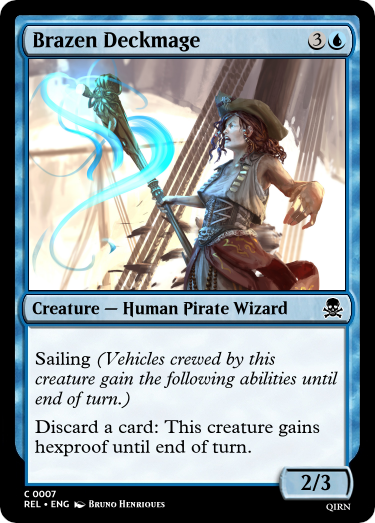 Brazen Deckmage 3
Creature — Human Pirate Wizard
Sailing (Vehicles crewed by this
creature gain the following abilities until
end of turn.)
Discard a card: This creature gains
hexproof until end of turn.
2/3
C 0007
REL • ENG Bruno Henriques
QIRN